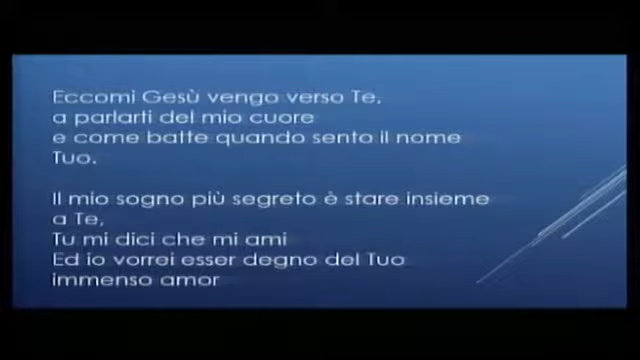 Eccomi Gesù vengo verso Te,
a parlarti del mio cuore
e come batte quando sento il nome
Tuo.
Il mio sogno più segreto è stare insieme
a Te,
Tu mi dici che mi ami
Ed io vorrei esser degno del Tuo
immenso amor